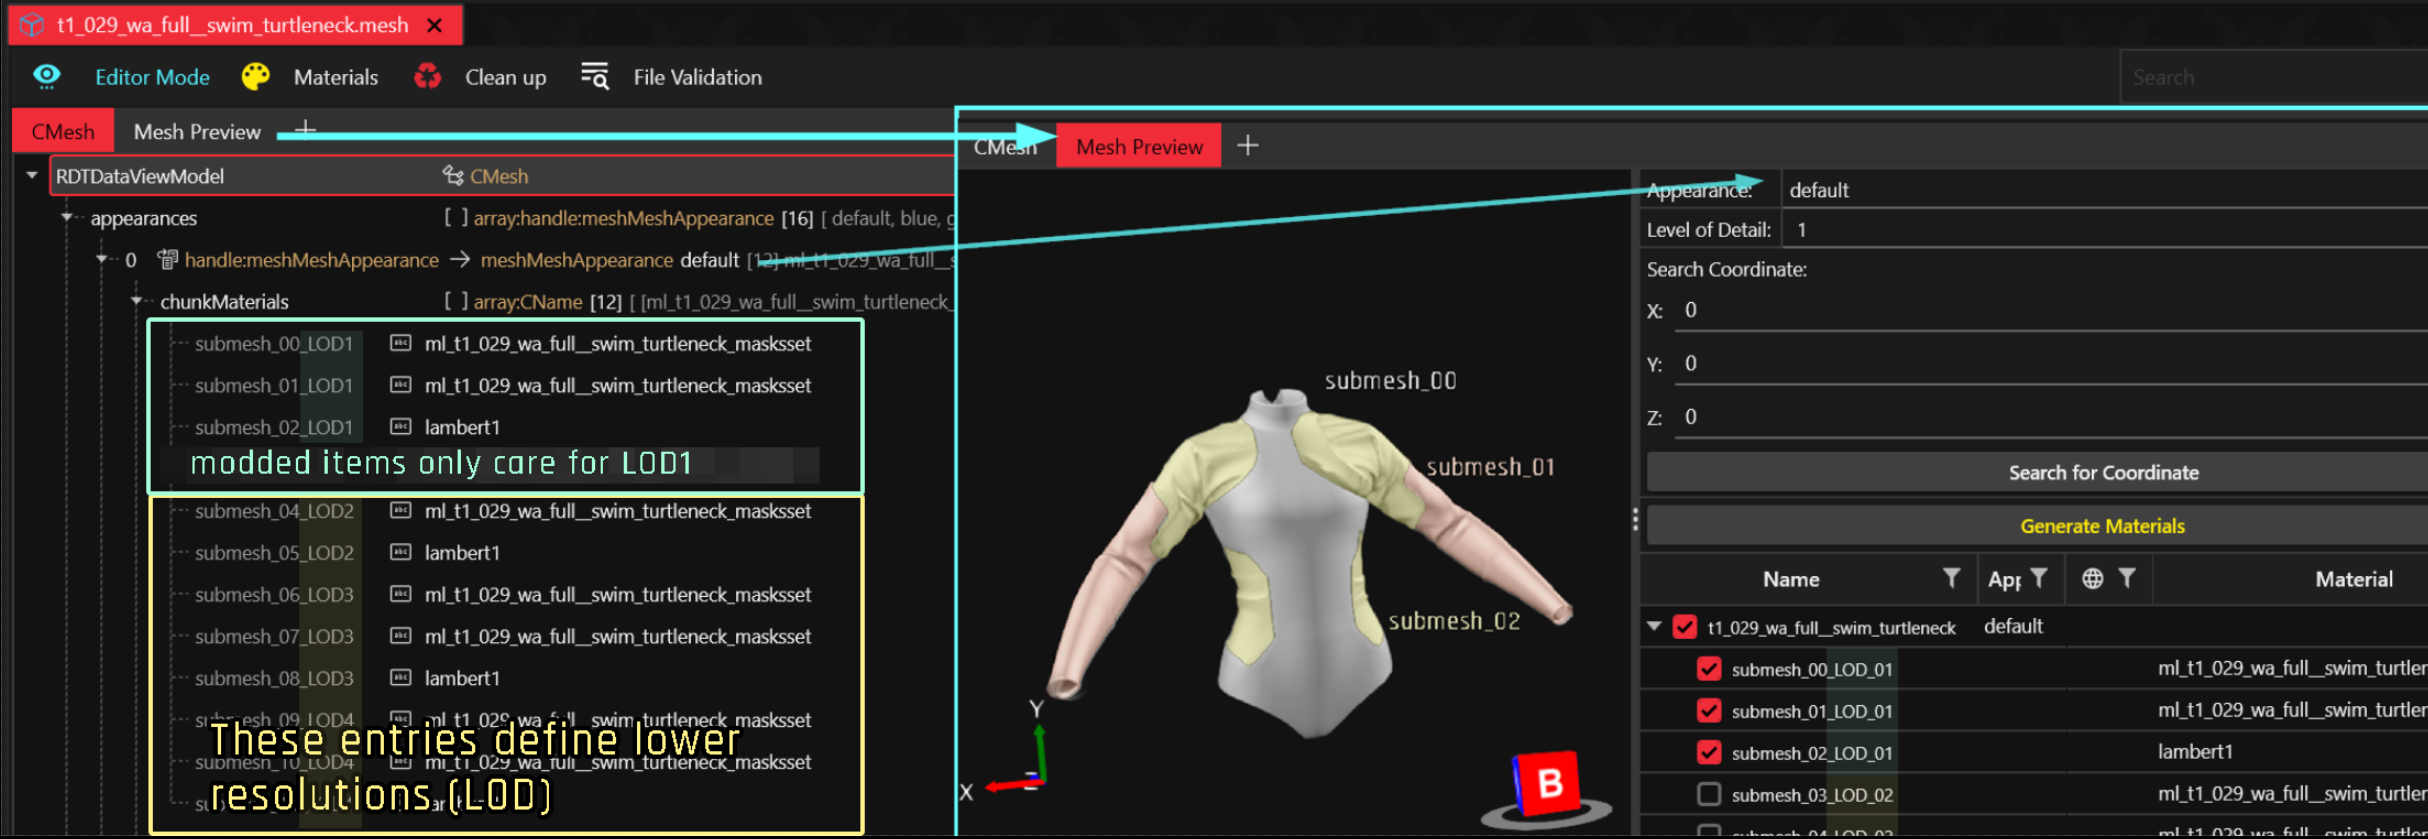 t1_029_wa_full__swim_turtleneck.mesh
Editor Mode Materials Clean up File Validation
Search
CMesh Mesh Preview +
RDTDataViewModel CMesh
appearances [ ] array:handle:meshMeshAppearance [16] [ default, blue, g
0 handle:meshMeshAppearance → meshMeshAppearance default [12] ml_t1_029_wa_full__s
chunkMaterials [ ] array:CName [12] [ [ml_t1_029_wa_full__swim_turtleneck_
submesh_00_LOD1 ml_t1_029_wa_full__swim_turtleneck_masksset
submesh_01_LOD1 ml_t1_029_wa_full__swim_turtleneck_masksset
submesh_02_LOD1 lambert1
modded items only care for LOD1
submesh_04_LOD2 ml_t1_029_wa_full__swim_turtleneck_masksset
submesh_05_LOD2 lambert1
submesh_06_LOD3 ml_t1_029_wa_full__swim_turtleneck_masksset
submesh_07_LOD3 ml_t1_029_wa_full__swim_turtleneck_masksset
submesh_08_LOD3 lambert1
submesh_09_LOD4 ml_t1_029_wa_full__swim_turtleneck_masksset
These entries define lower
submesh_10_LOD4 ml_t1_029_wa_full__swim_turtleneck_masksset
resolutions (LOD)
CMesh Mesh Preview +
submesh_00
submesh_01
submesh_02
Y
X
Z
B
Appearance: default
Level of Detail: 1
Search Coordinate:
X: 0
Y: 0
Z: 0
Search for Coordinate
Generate Materials
Name App Material
t1_029_wa_full__swim_turtleneck default
submesh_00_LOD_01 ml_t1_029_wa_full__swim_turtler
submesh_01_LOD_01 ml_t1_029_wa_full__swim_turtler
submesh_02_LOD_01 lambert1
submesh_03_LOD_02 ml_t1_029_wa_full__swim_turtler